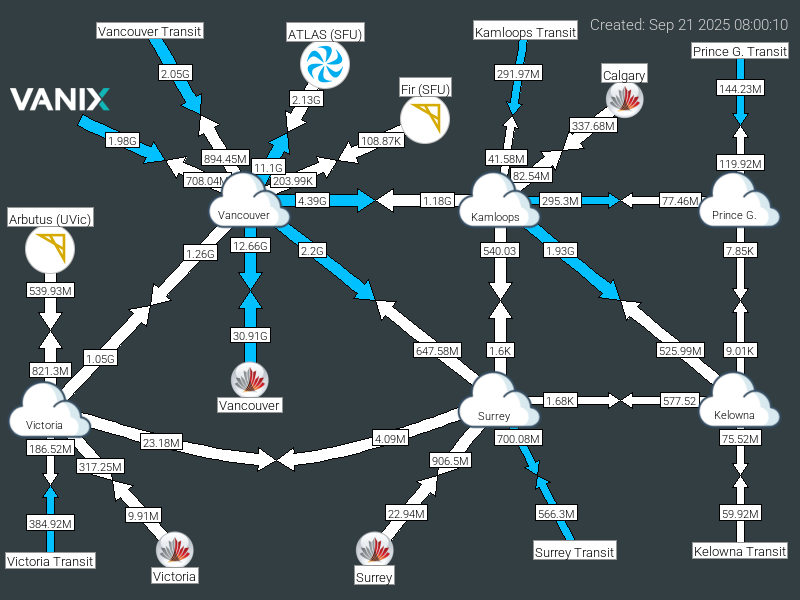 Created: Sep 21 2025 08:00:10
Vancouver Transit
ATLAS (SFU)
Kamloops Transit
Prince G. Transit
2.05G
2.13G
291.97M
Calgary
144.23M
Fir (SFU)
VANIX
1.98G
108.87K
337.68M
894.45M
11.1G
41.58M
119.92M
708.04M
203.99K
82.54M
Arbutus (UVic)
Vancouver
4.39G
1.18G
Kamloops
295.3M
77.46M
Prince G.
12.66G
2.2G
540.03
1.93G
7.85K
1.26G
539.93M
30.91G
821.3M
1.05G
647.58M
1.6K
525.99M
9.01K
Vancouver
Victoria
Surrey
1.68K
577.52
Kelowna
23.18M
4.09M
700.08M
75.52M
186.52M
317.25M
906.5M
384.92M
9.91M
22.94M
566.3M
59.92M
Victoria Transit
Victoria
Surrey
Surrey Transit
Kelowna Transit